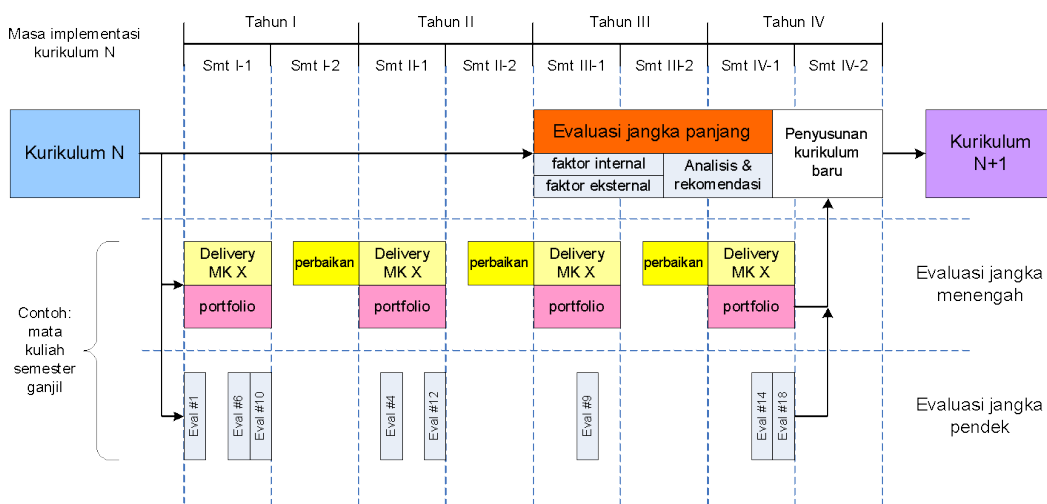 Masa implementasi
kurikulum N
Tahun I
Tahun II
Tahun III
Tahun IV
Smt I-1
Smt I-2
Smt II-1
Smt II-2
Smt III-1
Smt III-2
Smt IV-1
Smt IV-2
Kurikulum N
Evaluasi jangka panjang
faktor internal
faktor eksternal
Analisis &
rekomendasi
Penyusunan
kurikulum
baru
Kurikulum
N+1
Contoh:
mata
kuliah
semester
ganjil
Delivery
MK X
portfolio
perbaikan
Delivery
MK X
portfolio
perbaikan
Delivery
MK X
portfolio
perbaikan
Delivery
MK X
portfolio
Evaluasi jangka
menengah
Eval #1
Eval #6
Eval #10
Eval #4
Eval #12
Eval #9
Eval #14
Eval #18
Evaluasi jangka
pendek